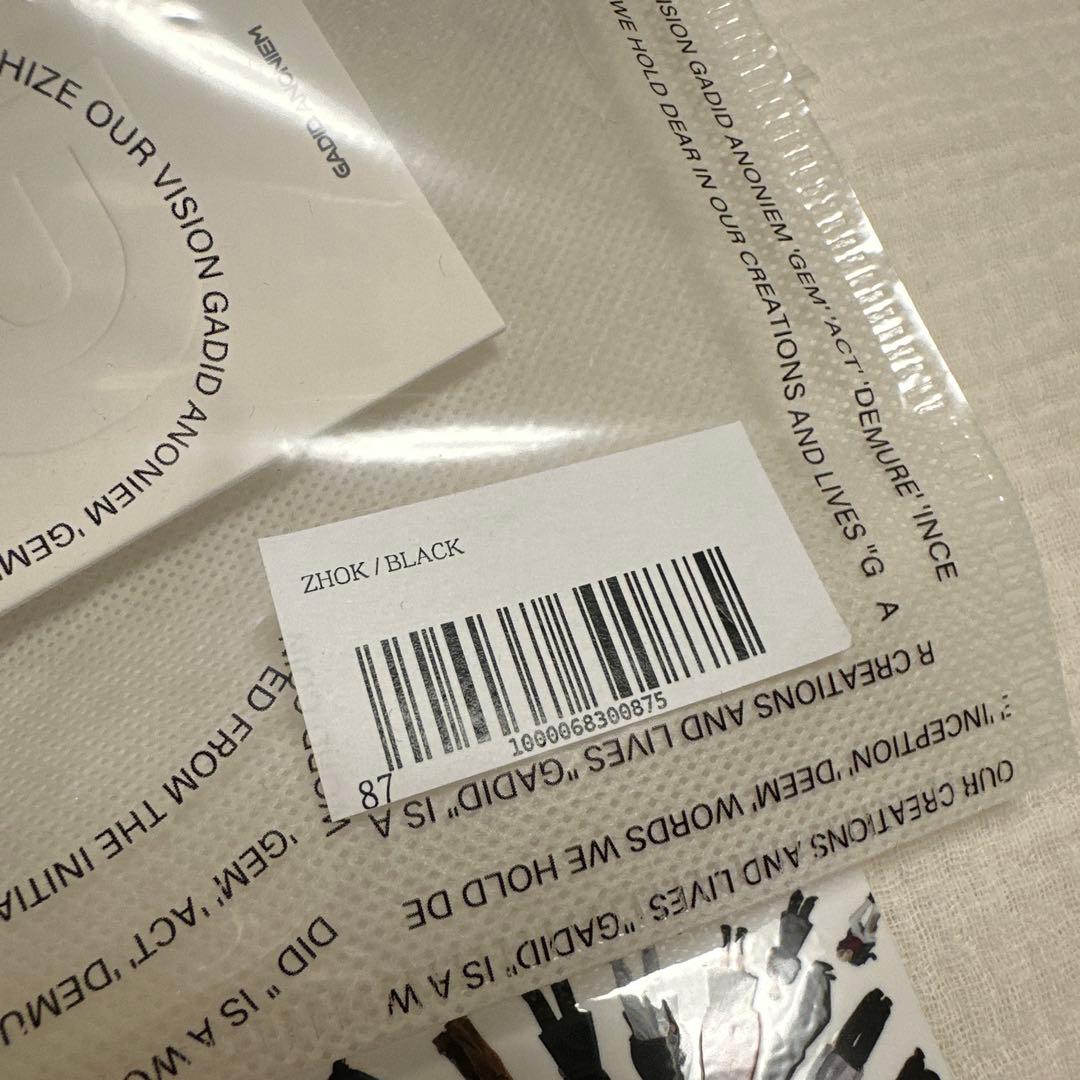 HIZE OUR VISION GADID ANONIEM 'GEM'
GADID ANONIEM
ISION GADID ANONIEM 'GEM' 'ACT' 'DEMURE' 'INCE
WE HOLD DEAR IN OUR CREATIONS AND LIVES "G A
ZHOK / BLACK
1000068300875
87
ED FROM THE INITIA
'GEM', 'ACT' 'DEMU
DID" IS A WO
R CREATIONS AND LIVES "GADID" IS A W
'INCEPTION' 'DEEM' WORDS WE HOLD DE
OUR CREATIONS AND LIVES "GADID" IS A W